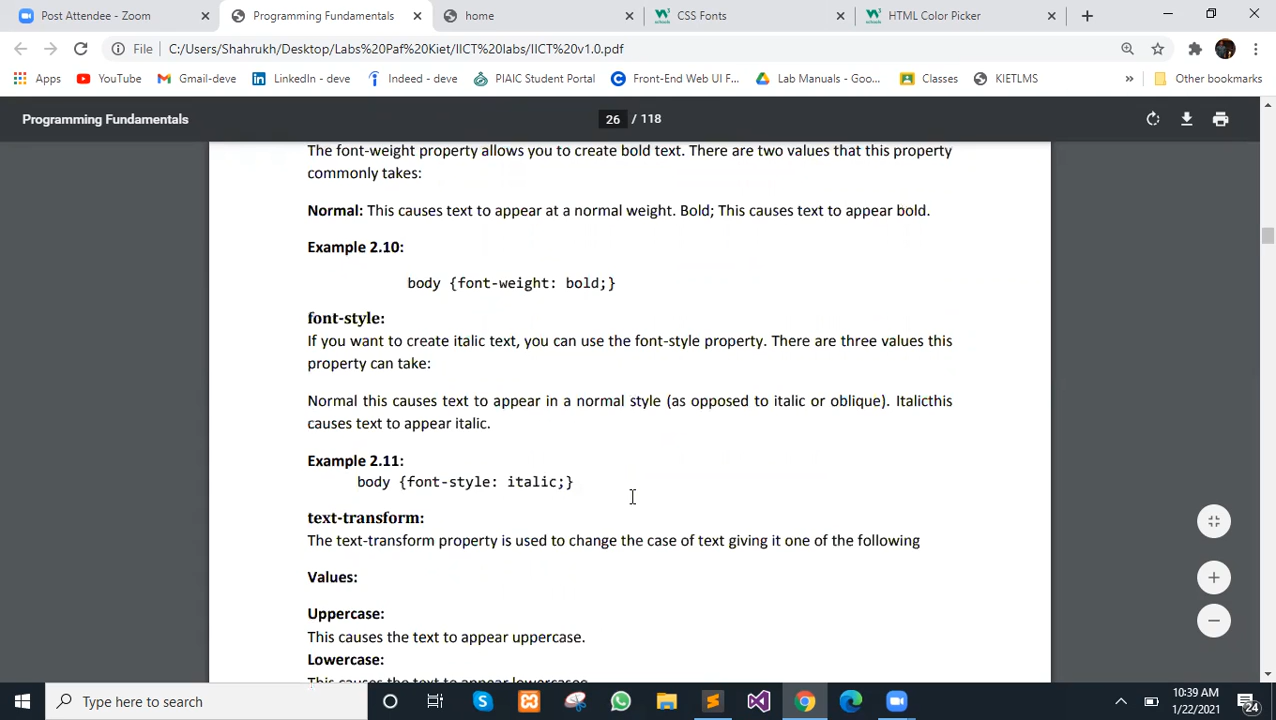 Post Attendee - Zoom
Programming Fundamentals
home
CSS Fonts
HTML Color Picker
File
C:/Users/Shahrukh/Desktop/Labs%20Paf%20Kiet/IICT%20labs/IICT%20v1.0.pdf
Apps
YouTube
Gmail-deve
LinkedIn - deve
Indeed - deve
PIAIC Student Portal
Front-End Web UI F...
Lab Manuals - Goo...
Classes
KIETLMS
»
Other bookmarks
Programming Fundamentals
26 / 118
The font-weight property allows you to create bold text. There are two values that this property
commonly takes:
Normal: This causes text to appear at a normal weight. Bold; This causes text to appear bold.
Example 2.10:
body {font-weight: bold;}
font-style:
If you want to create italic text, you can use the font-style property. There are three values this
property can take:
Normal this causes text to appear in a normal style (as opposed to italic or oblique). Italicthis
causes text to appear italic.
Example 2.11:
body {font-style: italic;}
text-transform:
The text-transform property is used to change the case of text giving it one of the following
Values:
Uppercase:
This causes the text to appear uppercase.
Lowercase:
This causes the text to appear lowercase
Type here to search
10:39 AM
1/22/2021
24